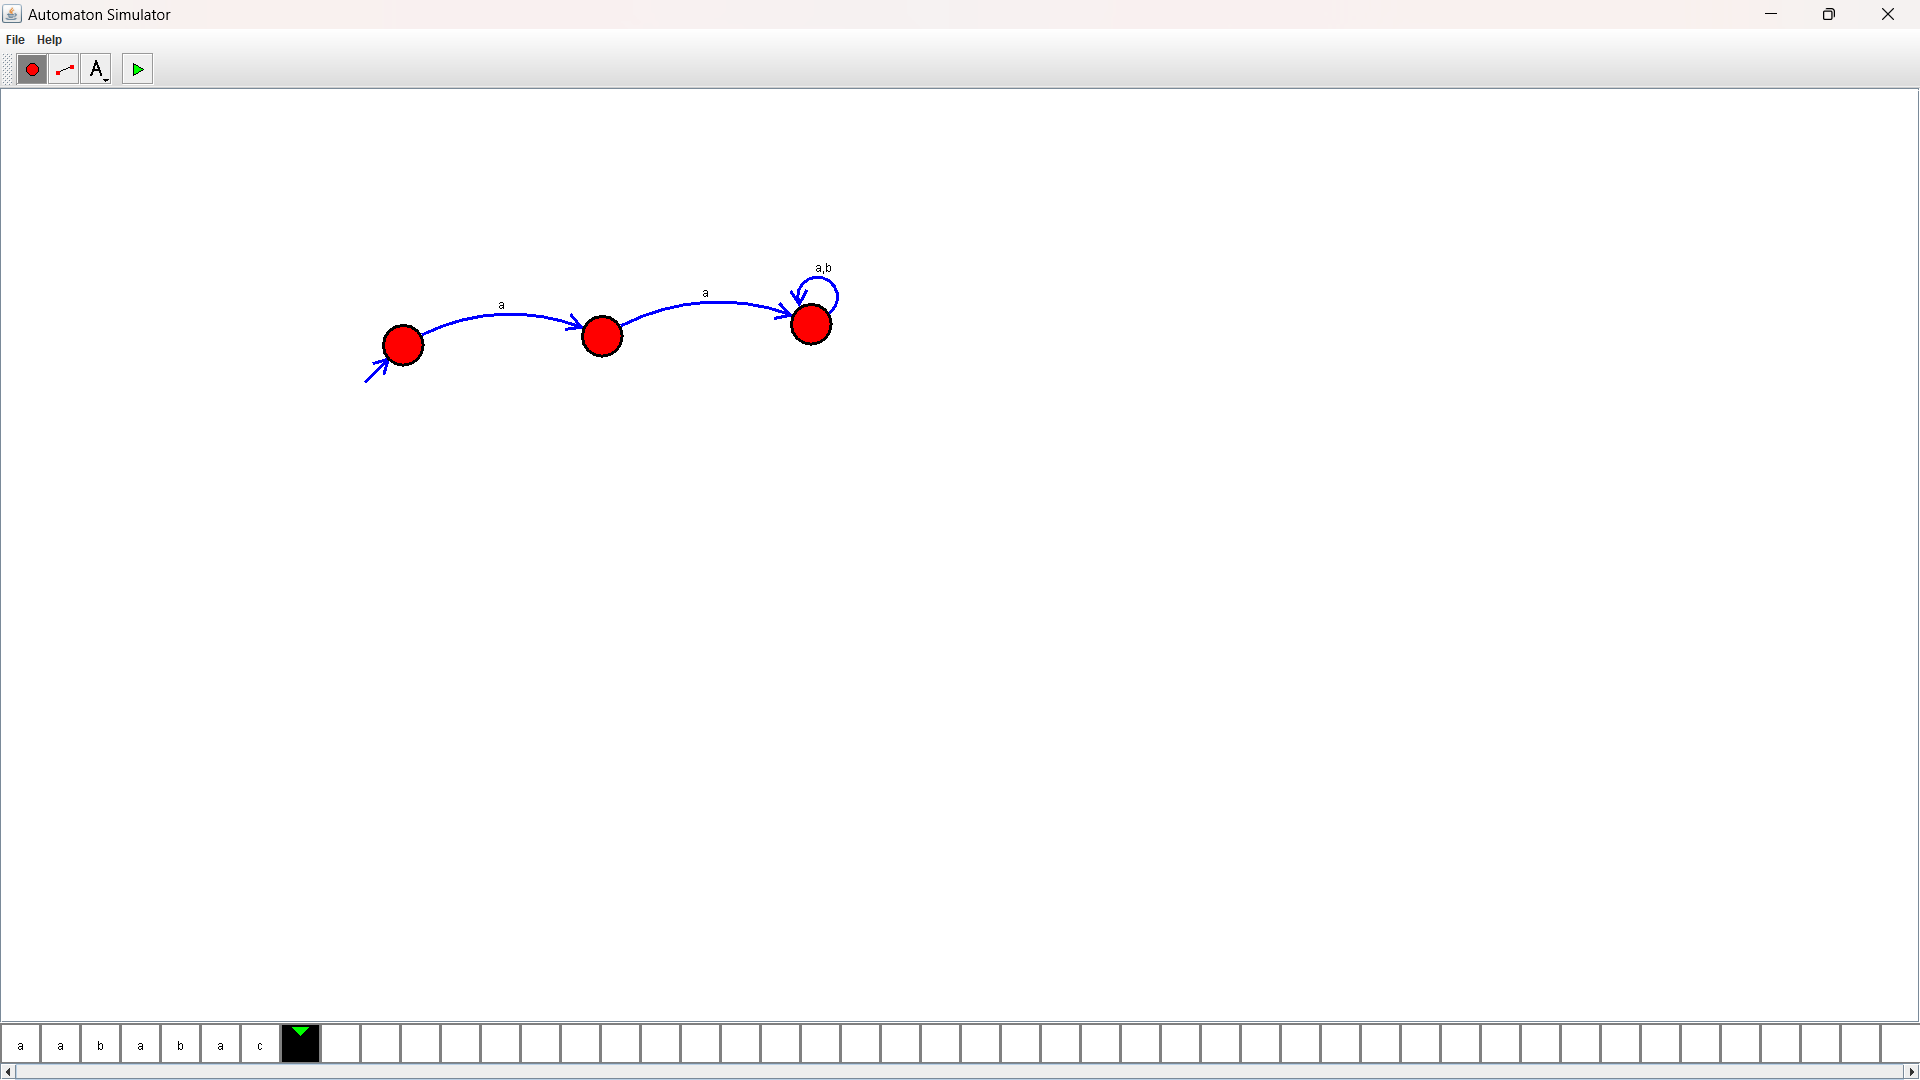 Automaton Simulator
File Help
A
a,b
a
a
a a b a b a c